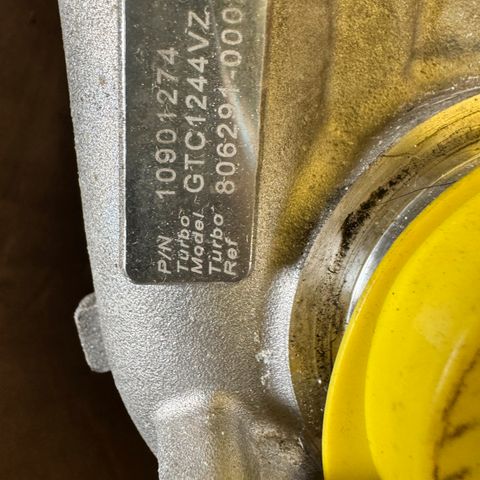 P/N 10901274
Turbo Model GTC1244VZ
Turbo Ref 806291-000